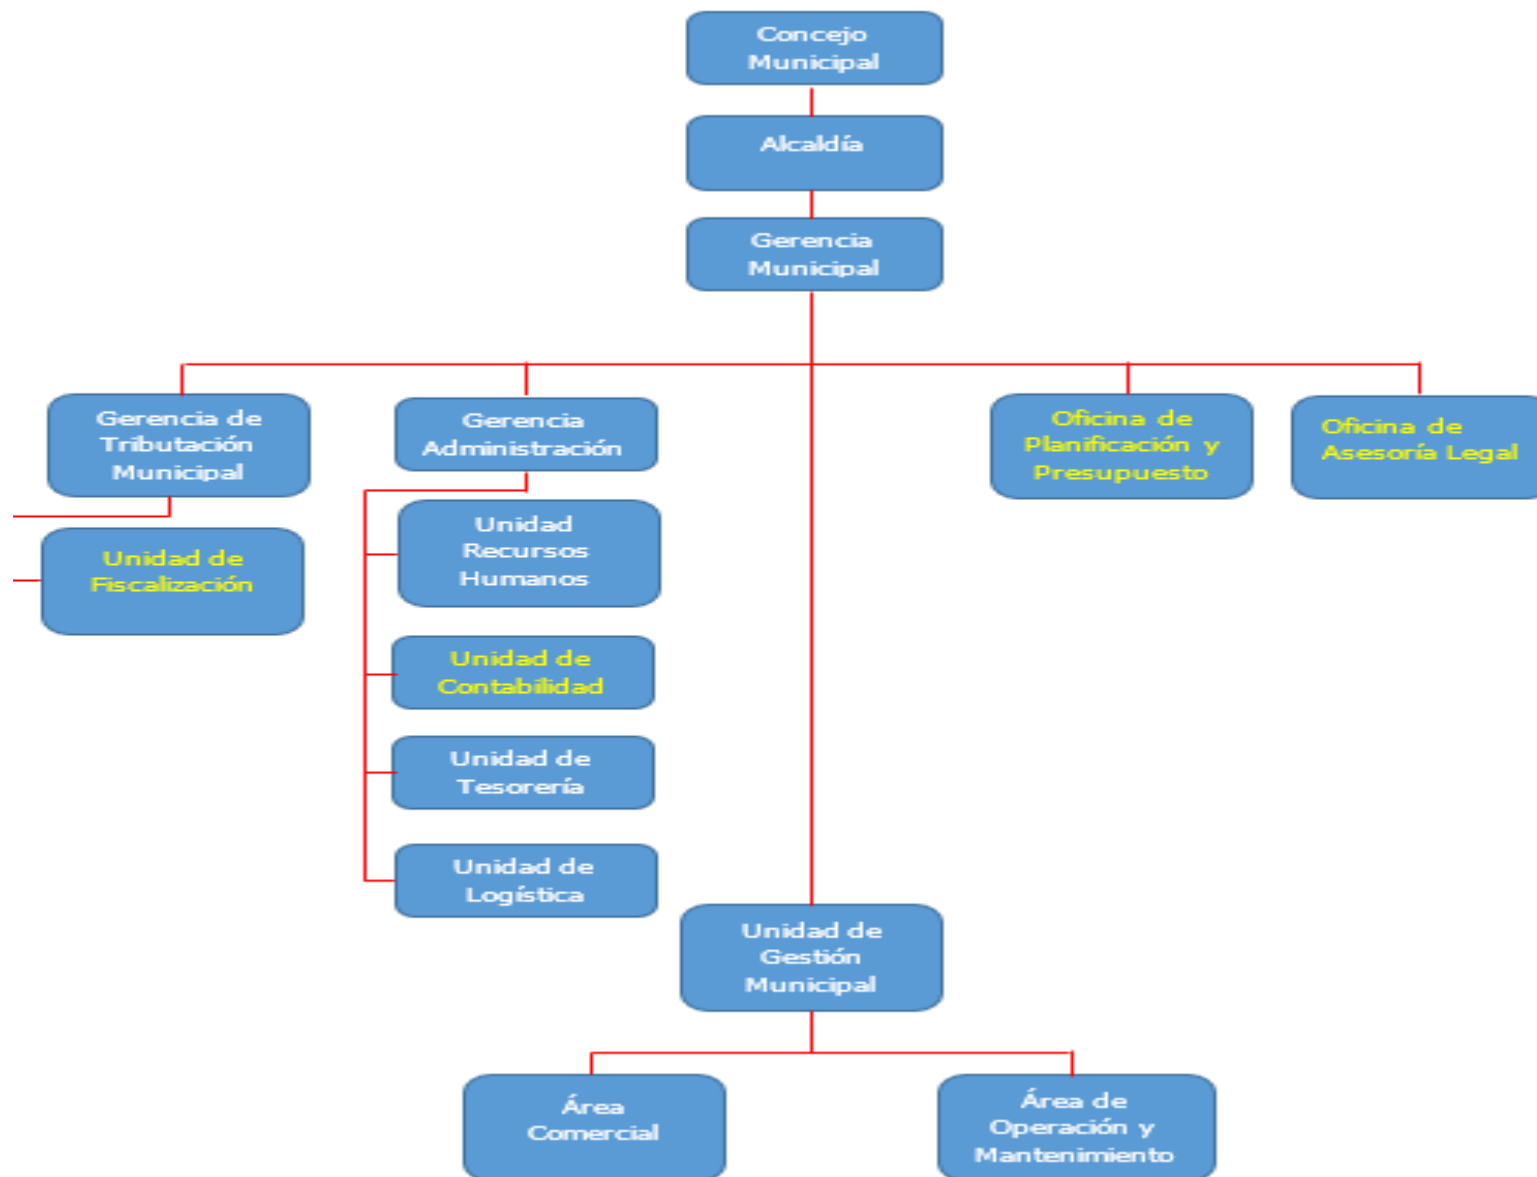 Concejo
Municipal
Alcaldía
Gerencia
Municipal
Gerencia de
Tributación
Municipal
Gerencia
Administración
Oficina de
Planificación y
Presupuesto
Oficina de
Asesoría Legal
Unidad de
Fiscalización
Unidad
Recursos
Humanos
Unidad de
Contabilidad
Unidad de
Tesorería
Unidad de
Logística
Unidad de
Gestión
Municipal
Área
Comercial
Área de
Operación y
Mantenimiento